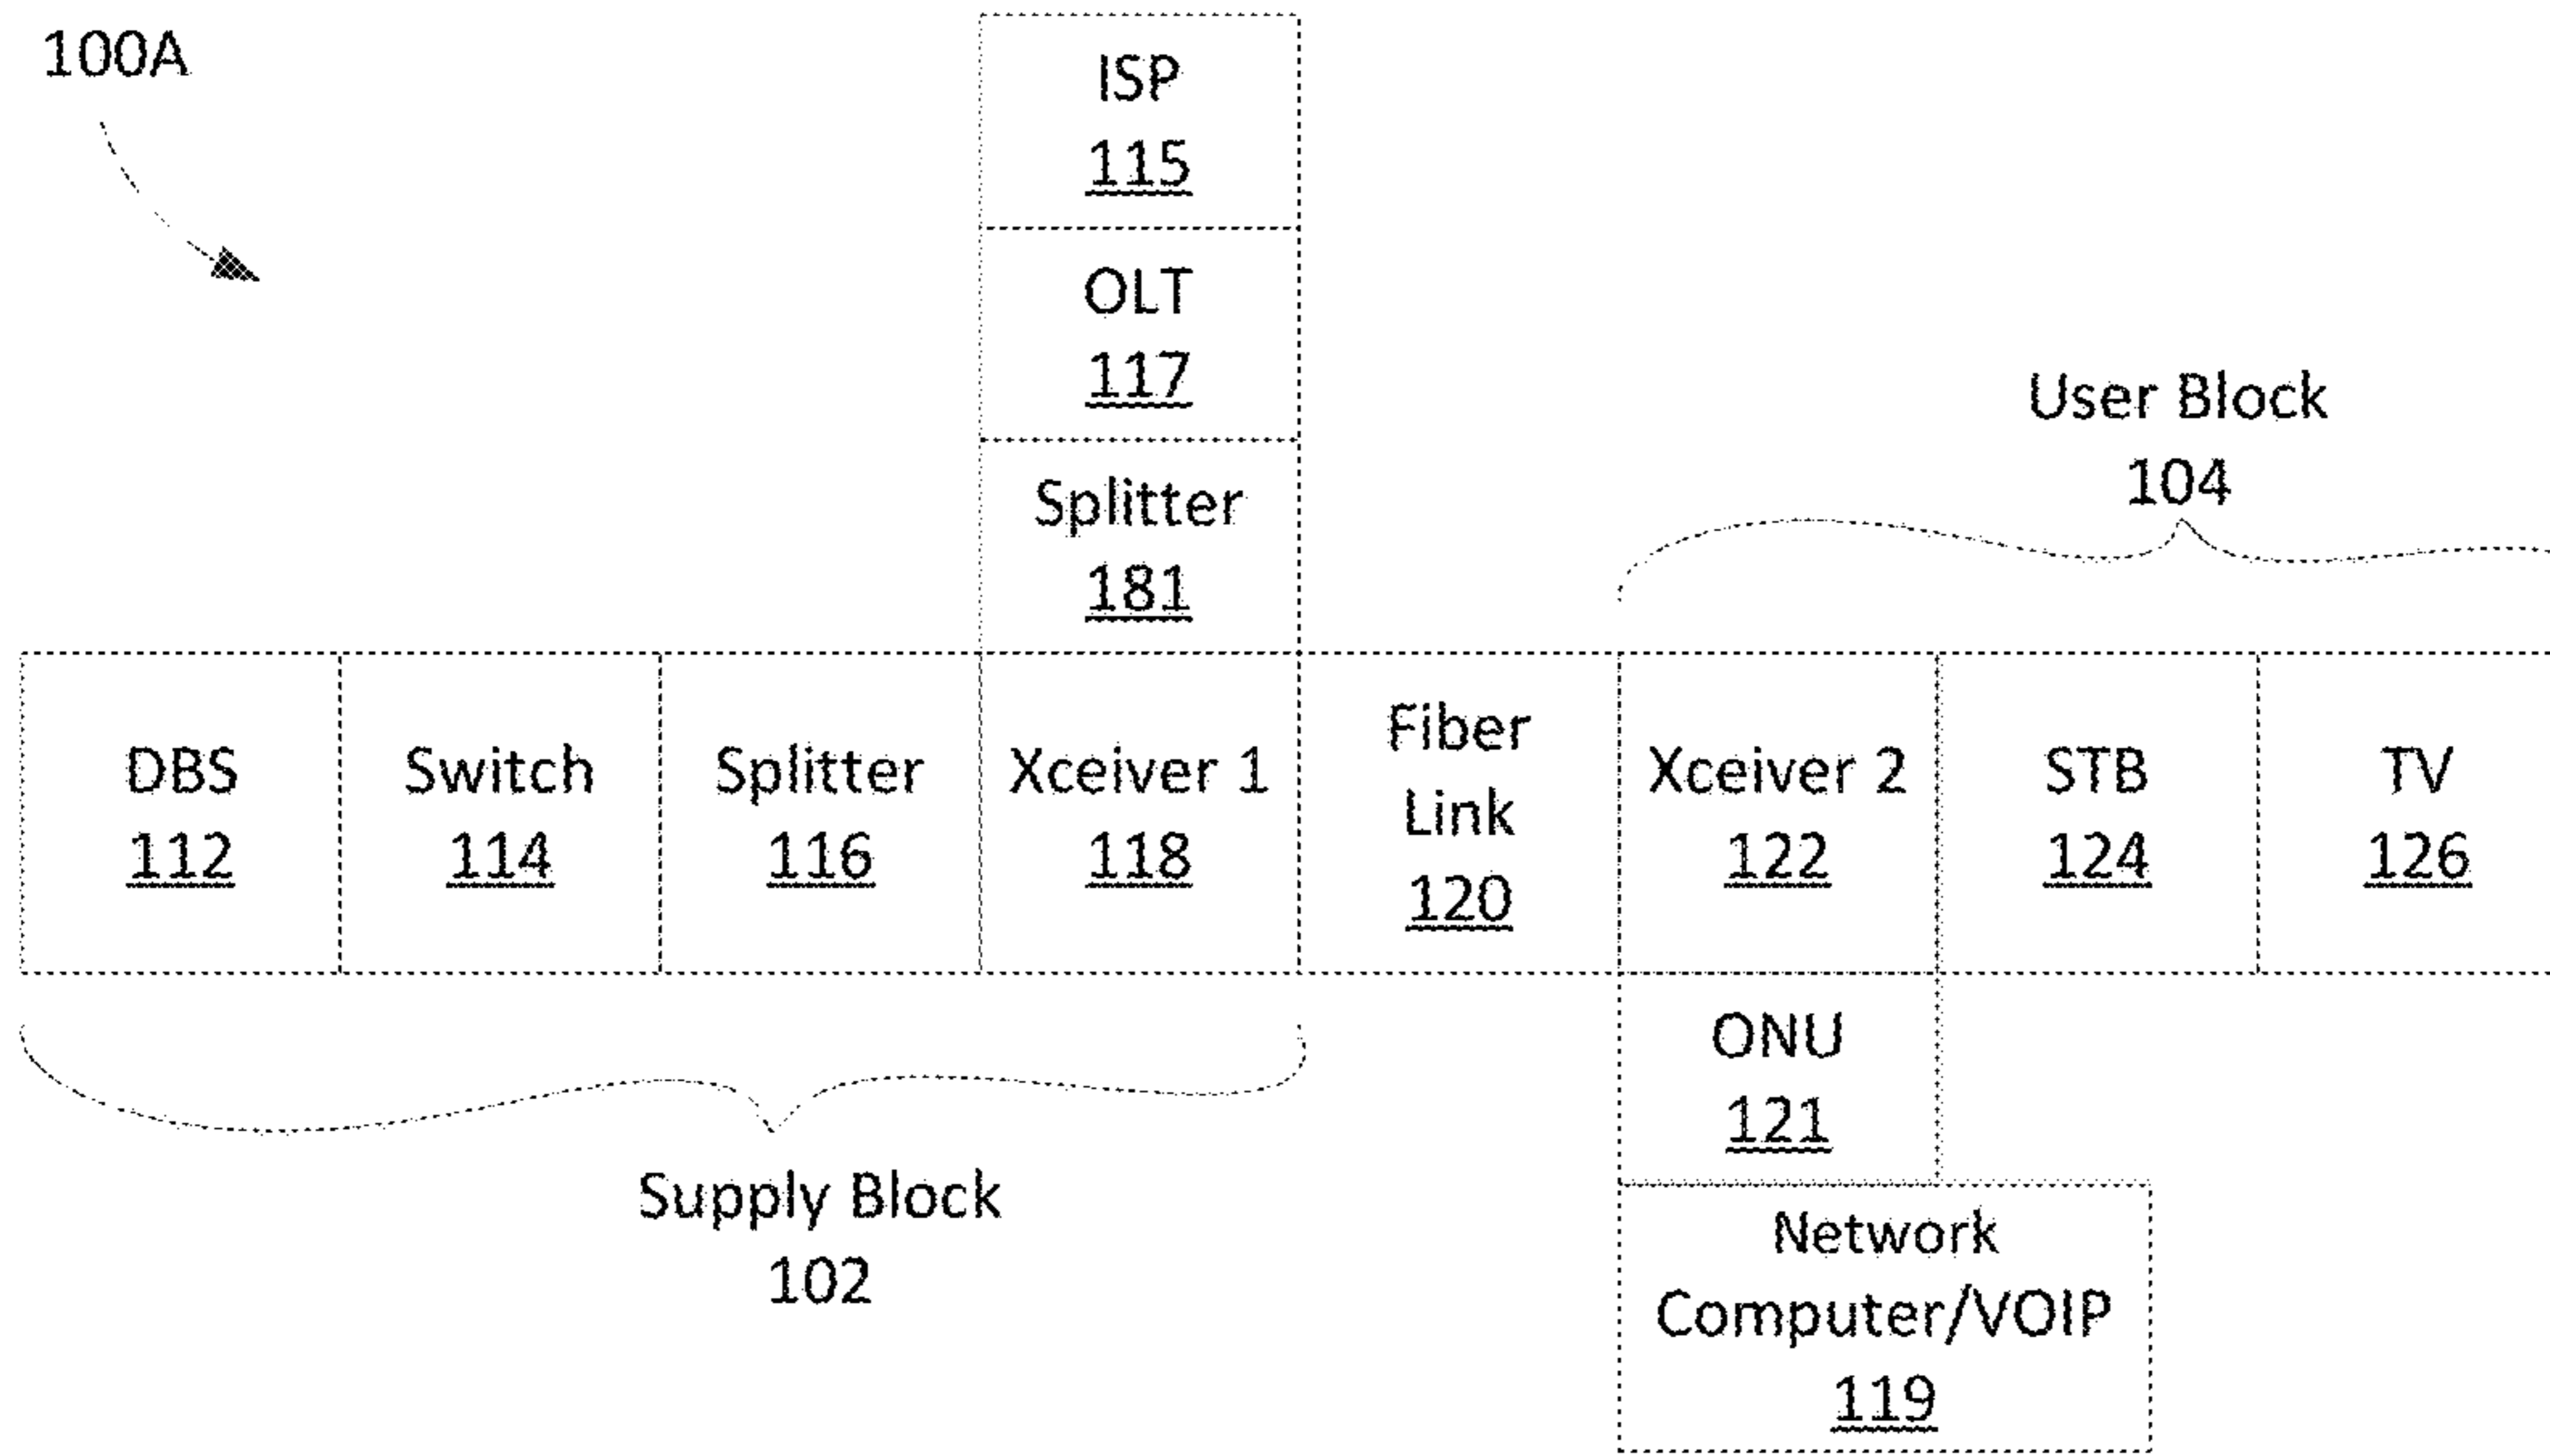 100A
ISP
115
OLT
117
Splitter
181
User Block
104
DBS
112
Switch
114
Splitter
116
Xceiver 1
118
Fiber
Link
120
Xceiver 2
122
STB
124
TV
126
ONU
121
Supply Block
102
Network
Computer/VOIP
119